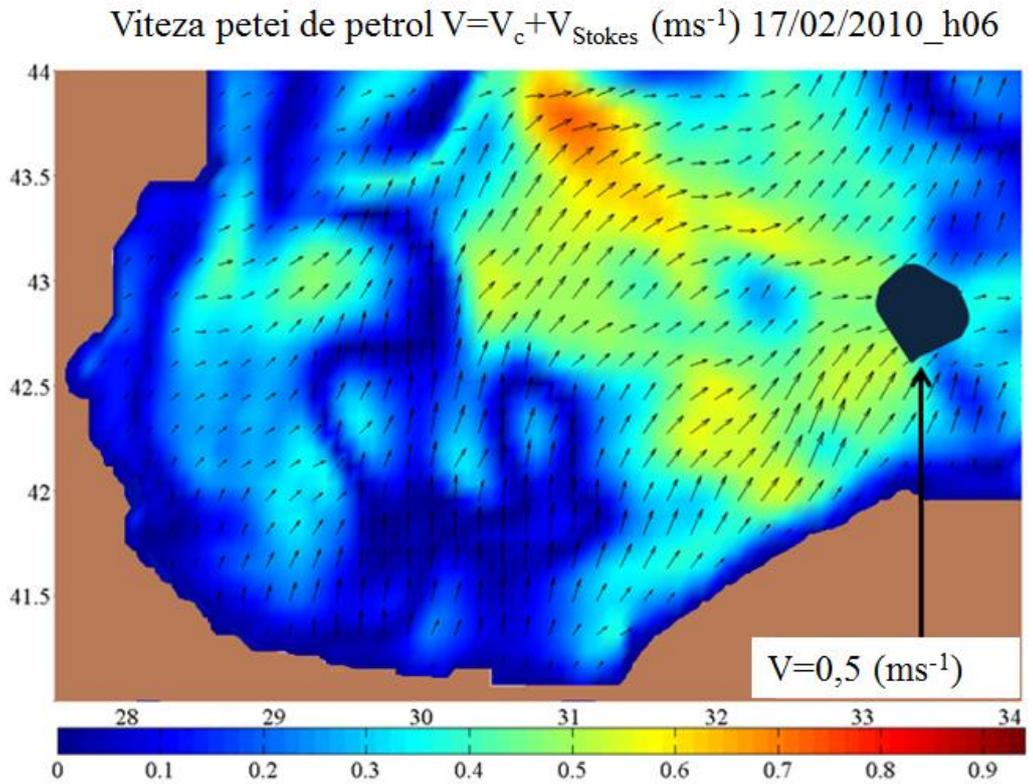 Viteza petei de petrol V=Vc+VStokes (ms-1) 17/02/2010_h06
44
43.5
43
42.5
42
41.5
V=0,5 (ms-1)
28 29 30 31 32 33 34
0 0.1 0.2 0.3 0.4 0.5 0.6 0.7 0.8 0.9